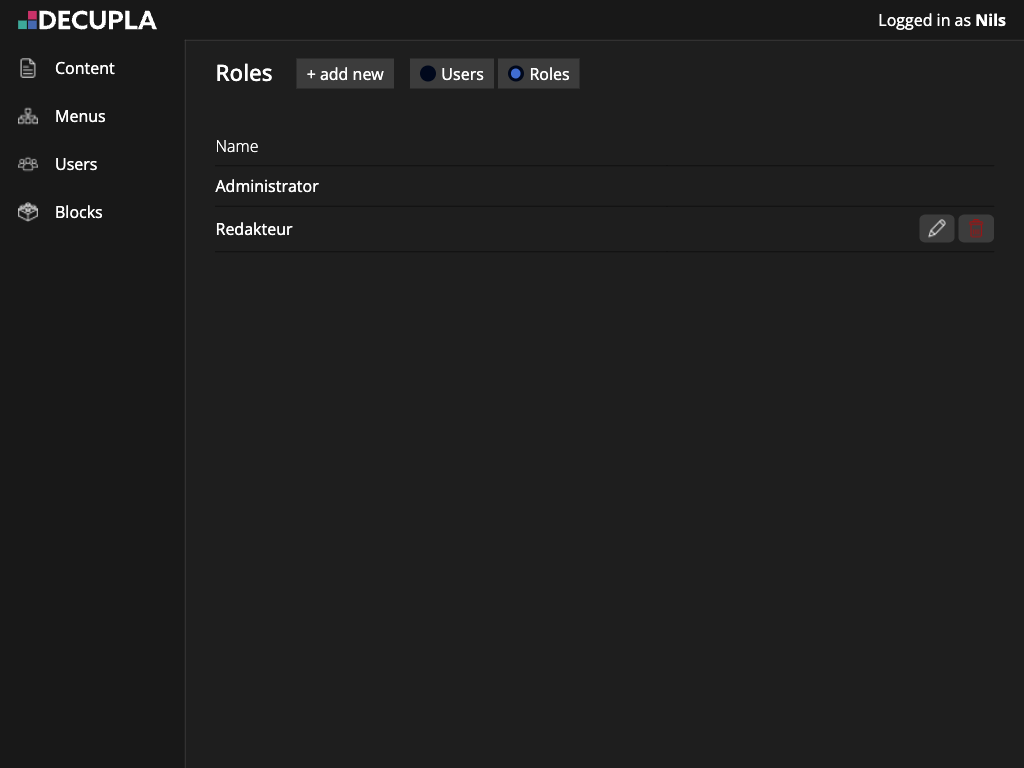 DECUPLA
Logged in as Nils
Content
Menus
Users
Blocks
Roles
+ add new
Users
Roles
Name
Administrator
Redakteur